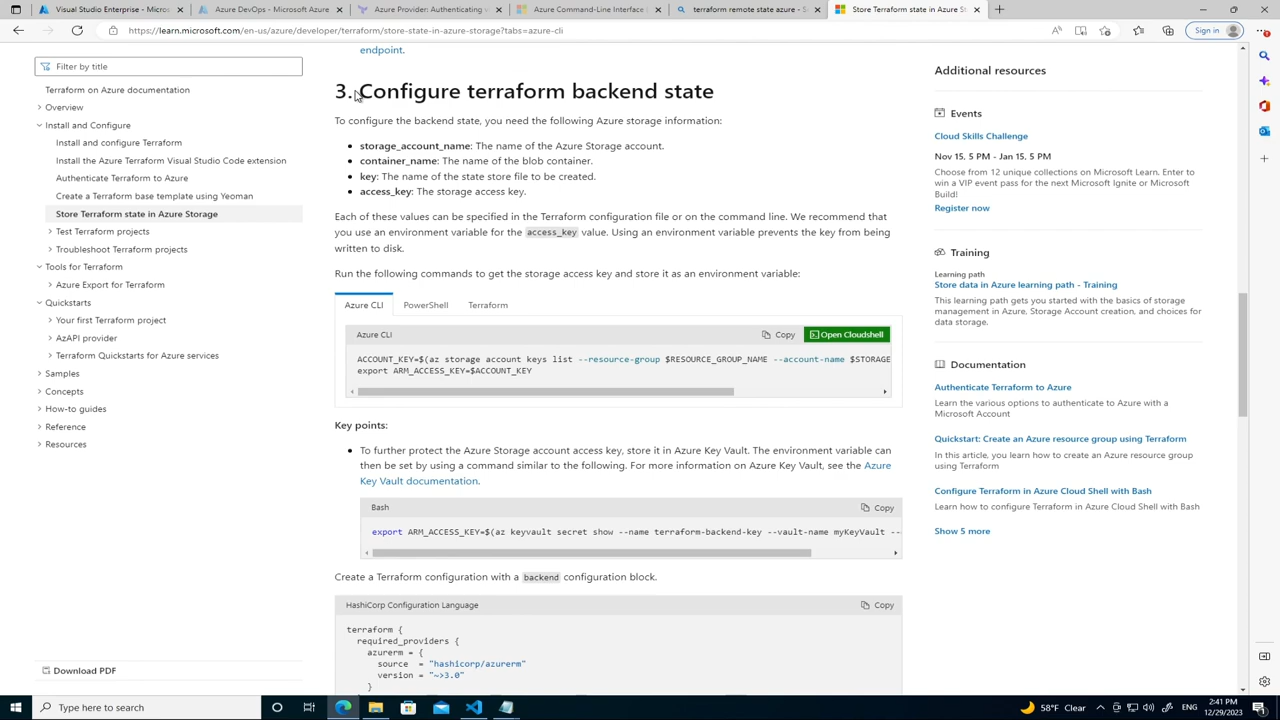 Visual Studio Enterprise - Micros
Azure DevOps - Microsoft Azure
Azure Providers Authenticating v
Azure Command-Line Interface
terraform remote state azure - S
Store Terraform state in Azure St
https://learn.microsoft.com/en-us/azure/developer/terraform/store-state-in-azure-storage?tabs=azure-cli
Sign in
Filter by title
Terraform on Azure documentation
Overview
Install and Configure
Install and configure Terraform
Install the Azure Terraform Visual Studio Code extension
Authenticate Terraform to Azure
Create a Terraform base template using Yeoman
Store Terraform state in Azure Storage
Test Terraform projects
Troubleshoot Terraform projects
Tools for Terraform
Azure Export for Terraform
Quickstarts
Your first Terraform project
AzAPI provider
Terraform Quickstarts for Azure services
Samples
Concepts
How-to guides
Reference
Resources
Download PDF
endpoint.
3. Configure terraform backend state
To configure the backend state, you need the following Azure storage information:
storage_account_name: The name of the Azure Storage account.
container_name: The name of the blob container.
key: The name of the state store file to be created.
access_key: The storage access key.
Each of these values can be specified in the Terraform configuration file or on the command line. We recommend that
you use an environment variable for the access_key value. Using an environment variable prevents the key from being
written to disk.
Run the following commands to get the storage access key and store it as an environment variable:
Azure CLI PowerShell Terraform
Azure CLI Copy Open Cloudshell
ACCOUNT_KEY=$(az storage account keys list --resource-group $RESOURCE_GROUP_NAME --account-name $STORAGE
export ARM_ACCESS_KEY=$ACCOUNT_KEY
Key points:
To further protect the Azure Storage account access key, store it in Azure Key Vault. The environment variable can
then be set by using a command similar to the following. For more information on Azure Key Vault, see the Azure
Key Vault documentation.
Bash Copy
export ARM_ACCESS_KEY=$(az keyvault secret show --name terraform-backend-key --vault-name myKeyVault --
Create a Terraform configuration with a backend configuration block.
HashiCorp Configuration Language Copy
terraform {
required_providers {
azurerm = {
source = "hashicorp/azurerm"
version = "~>3.0"
}
Additional resources
Events
Cloud Skills Challenge
Nov 15, 5 PM - Jan 15, 5 PM
Choose from 12 unique collections on Microsoft Learn. Enter to
win a VIP event pass for the next Microsoft Ignite or Microsoft
Build!
Register now
Training
Learning path
Store data in Azure learning path - Training
This learning path gets you started with the basics of storage
management in Azure, Storage Account creation, and choices for
data storage.
Documentation
Authenticate Terraform to Azure
Learn the various options to authenticate to Azure with a
Microsoft Account
Quickstart: Create an Azure resource group using Terraform
In this article, you learn how to create an Azure resource group
using Terraform
Configure Terraform in Azure Cloud Shell with Bash
Learn how to configure Terraform in Azure Cloud Shell with Bash
Show 5 more
Type here to search
58°F Clear
ENG
2:41 PM
12/29/2023